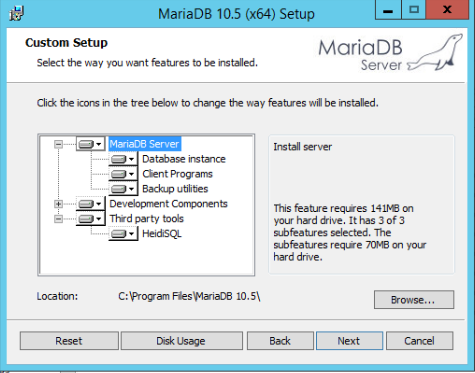 MariaDB 10.5 (x64) Setup
Custom Setup
Select the way you want features to be installed.
MariaDB
Server
Click the icons in the tree below to change the way features will be installed.
MariaDB Server
Database instance
Client Programs
Backup utilities
Development Components
Third party tools
HeidiSQL
Install server
This feature requires 141MB on
your hard drive. It has 3 of 3
subfeatures selected. The
subfeatures require 70MB on your
hard drive.
Location: C:\Program Files\MariaDB 10.5\
Browse...
Reset Disk Usage Back Next Cancel